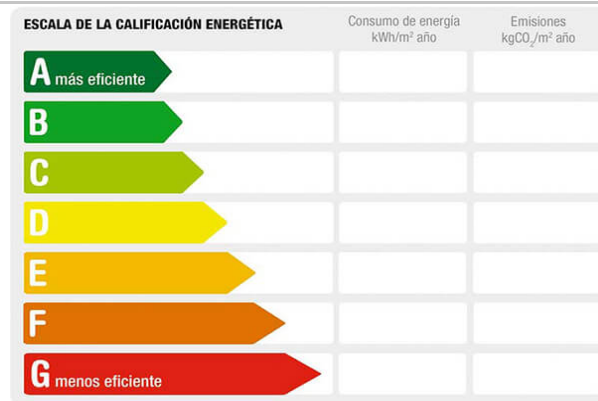 ESCALA DE LA CALIFICACIÓN ENERGÉTICA
Consumo de energía
kWh/m² año
Emisiones
kgCO₂/m² año
A más eficiente
B
C
D
E
F
G menos eficiente